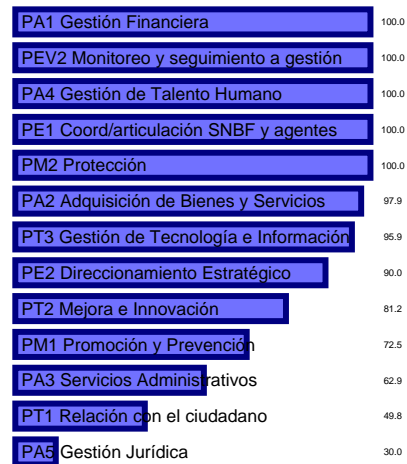 PA1 Gestión Financiera 100.0
PEV2 Monitoreo y seguimiento a gestión 100.0
PA4 Gestión de Talento Humano 100.0
PE1 Coord/articulación SNBF y agentes 100.0
PM2 Protección 100.0
PA2 Adquisición de Bienes y Servicios 97.9
PT3 Gestión de Tecnología e Información 95.9
PE2 Direccionamiento Estratégico 90.0
PT2 Mejora e Innovación 81.2
PM1 Promoción y Prevención 72.5
PA3 Servicios Administrativos 62.9
PT1 Relación con el ciudadano 49.8
PA5 Gestión Jurídica 30.0